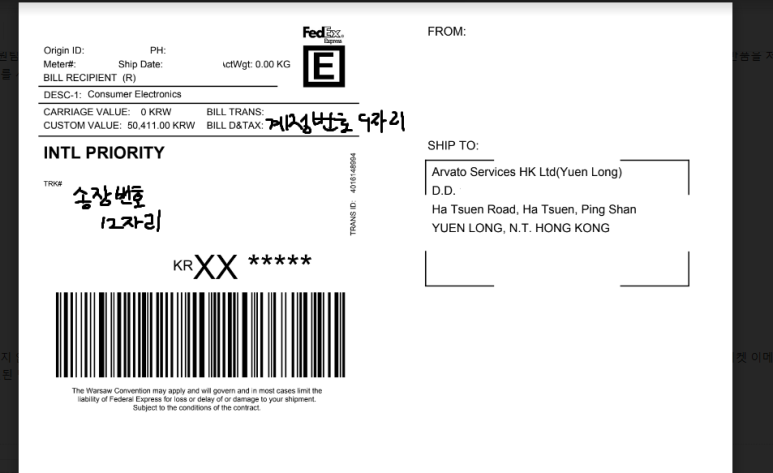 FedEx
Express
E
Origin ID: PH:
Meter#: Ship Date: ActWgt: 0.00 KG
BILL RECIPIENT (R)
DESC-1: Consumer Electronics
CARRIAGE VALUE: 0 KRW BILL TRANS:
CUSTOM VALUE: 50,411.00 KRW BILL D&TAX: 계정번호 9자리
INTL PRIORITY
TRK#
송장번호
12자리
TRANS ID: 4016148994
KR XX *****
The Warsaw Convention may apply and will govern and in most cases limit the
liability of Federal Express for loss or delay of or damage to your shipment.
Subject to the conditions of the contract.
FROM:
SHIP TO:
Arvato Services HK Ltd(Yuen Long)
D.D.
Ha Tsuen Road, Ha Tsuen, Ping Shan
YUEN LONG, N.T. HONG KONG